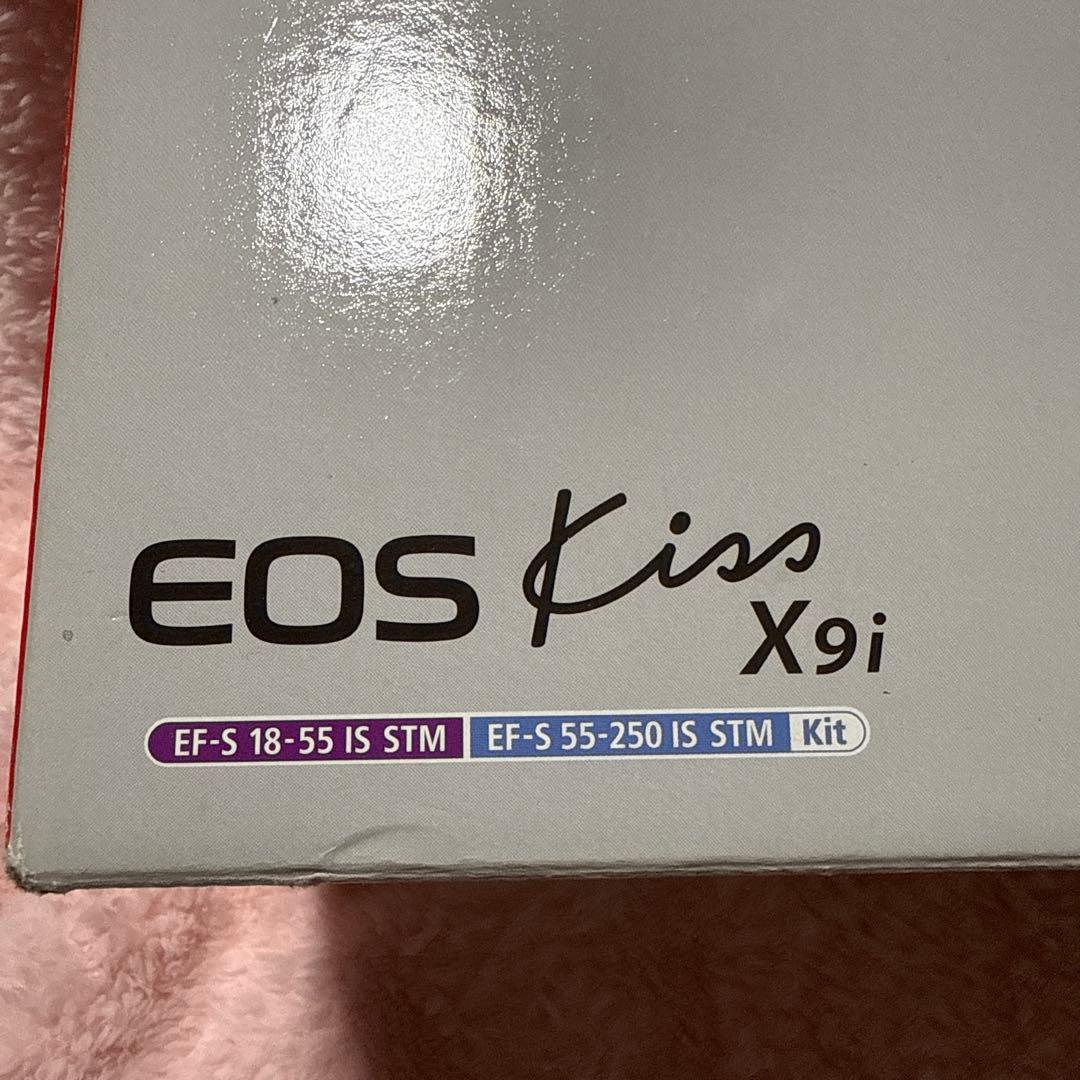 EOS Kiss
X9i
EF-S 18-55 IS STM EF-S 55-250 IS STM Kit